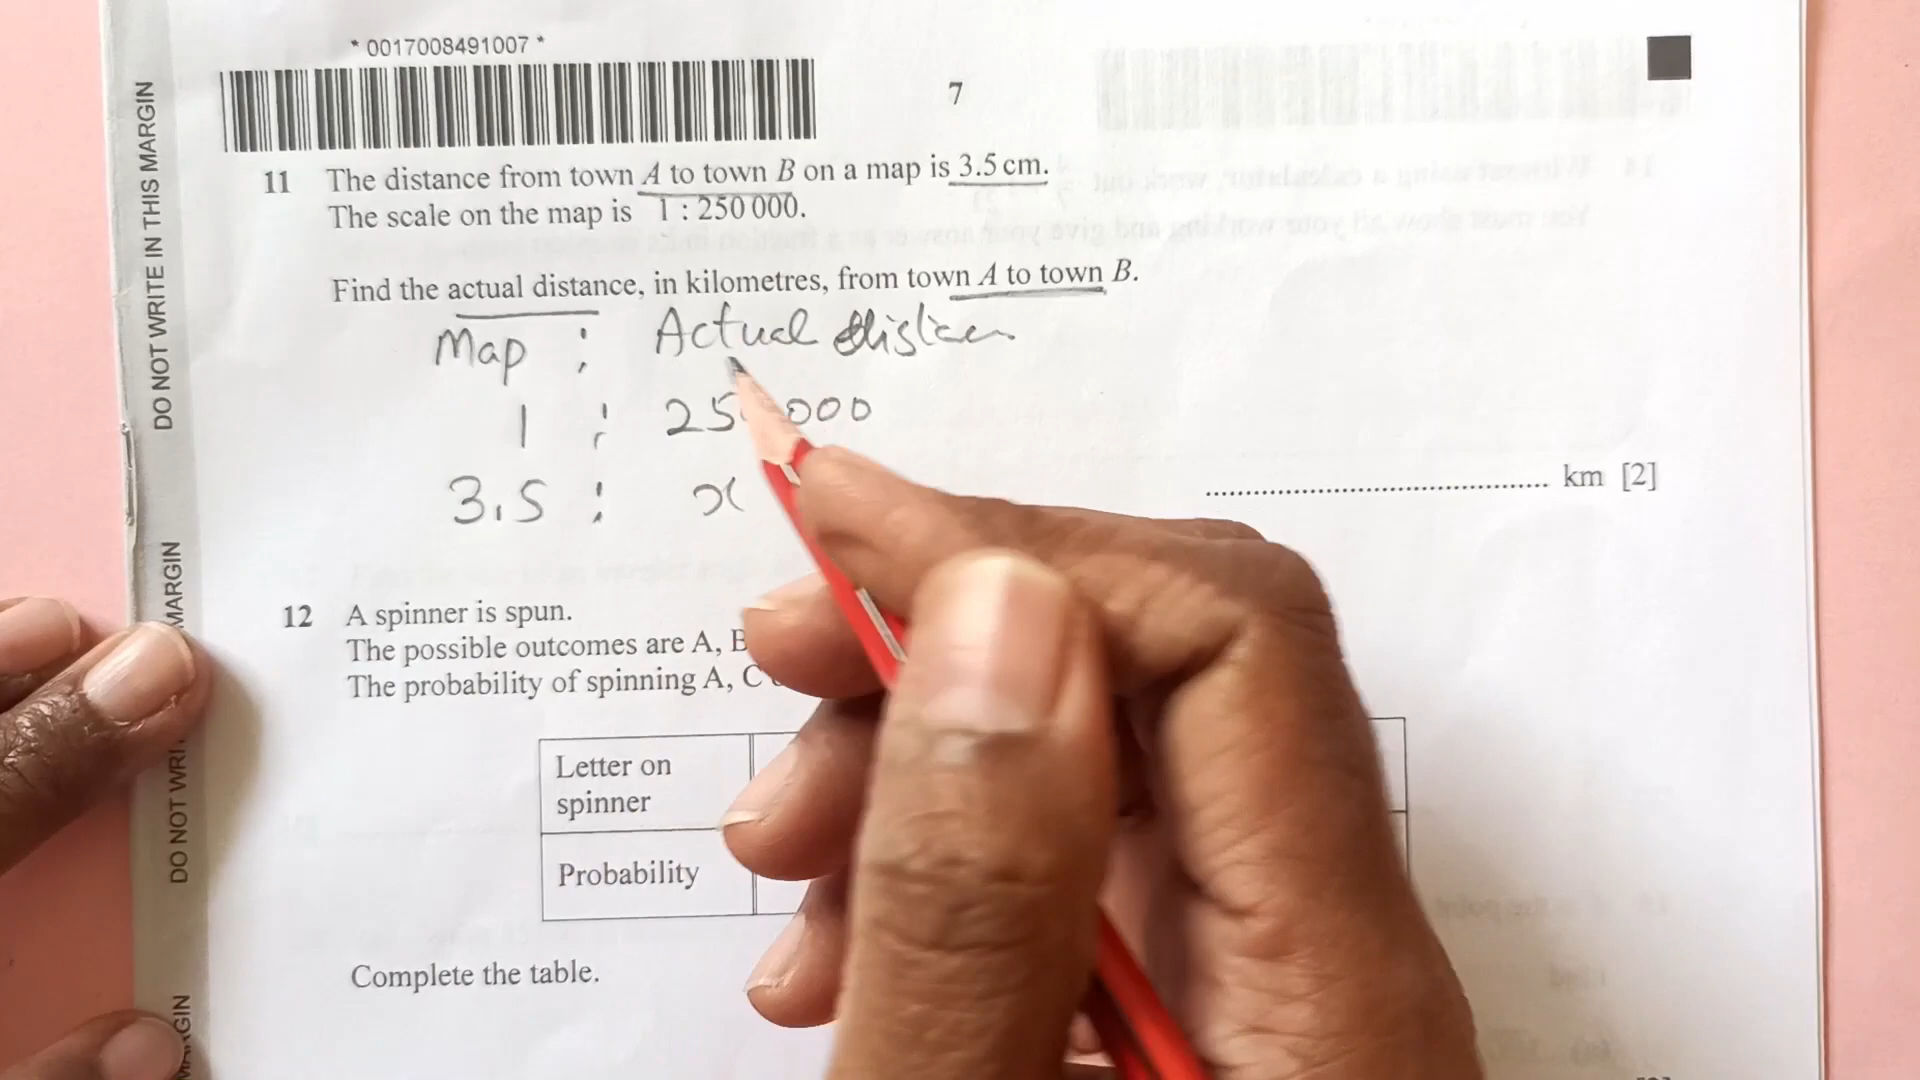 * 0017008491007 *
7
DO NOT WRITE IN THIS MARGIN
11 The distance from town A to town B on a map is 3.5 cm.
The scale on the map is 1 : 250 000.
Find the actual distance, in kilometres, from town A to town B.
Map : Actual
1 : 25 000
3.5 : x
km [2]
MARGIN
12 A spinner is spun.
The possible outcomes are A, B
The probability of spinning A, C
DO NOT WRI
Letter on
spinner
Probability
Complete the table.